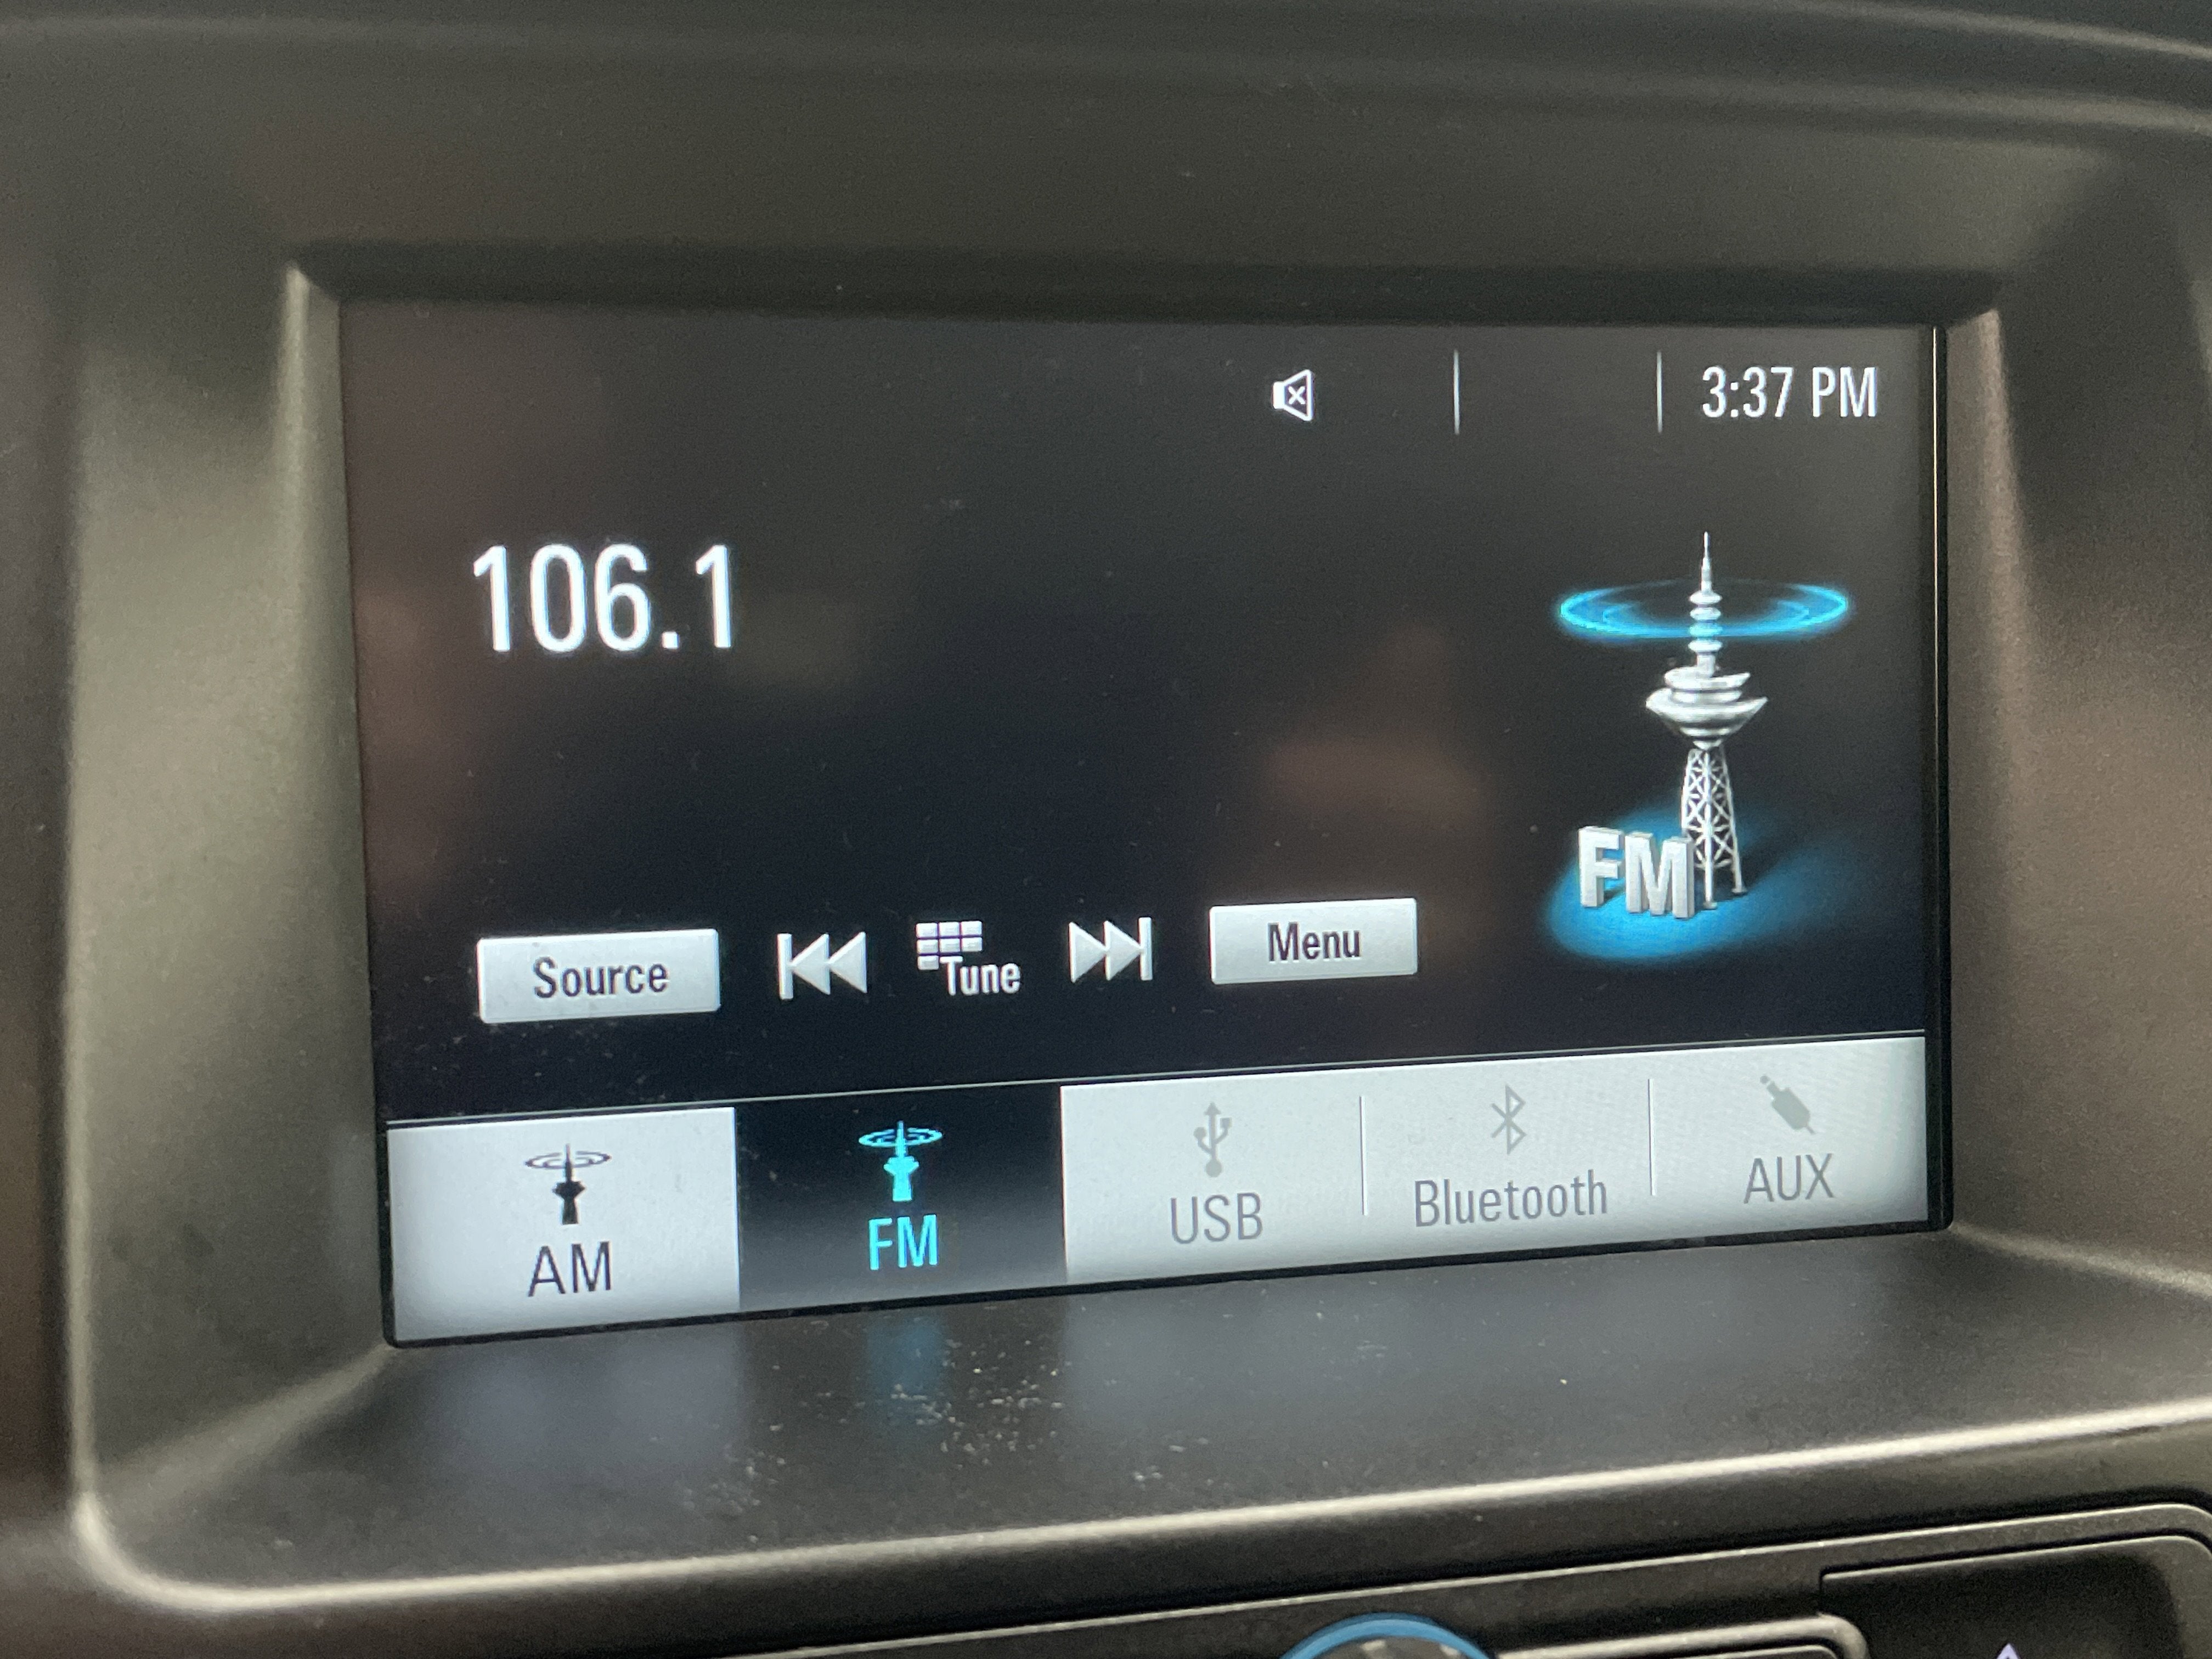 3:37 PM
106.1
FM
Source
Tune
Menu
AM
FM
USB
Bluetooth
AUX